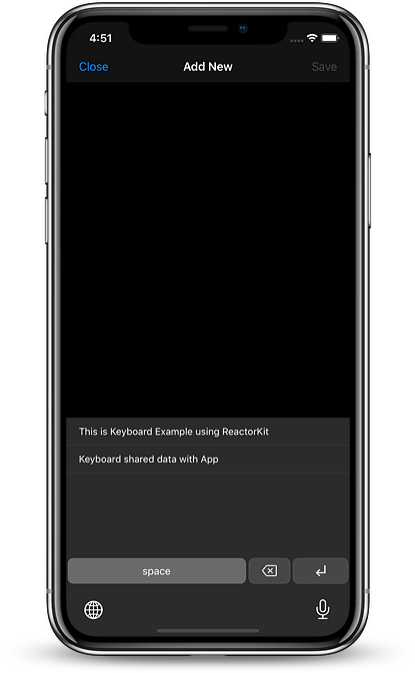 4:51
Close
Add New
Save
This is Keyboard Example using ReactorKit
Keyboard shared data with App
space